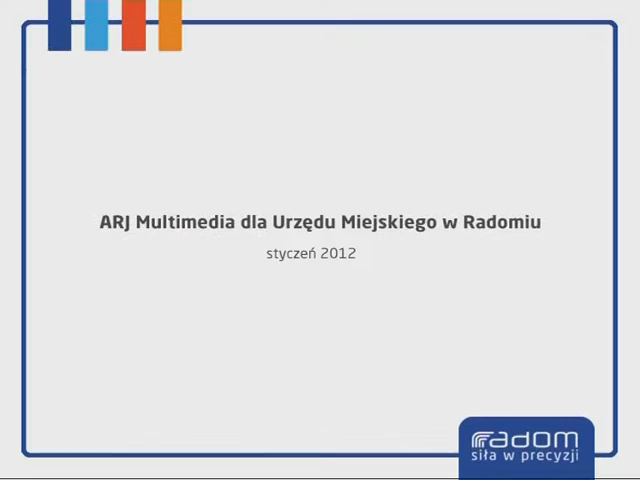 ARJ Multimedia dla Urzędu Miejskiego w Radomiu
styczeń 2012
radom
siła w precyzji